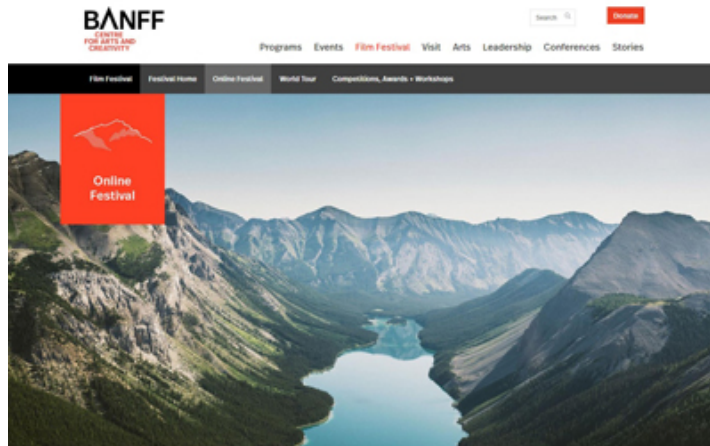 BANFF
CENTRE
FOR ARTS AND
CREATIVITY
Search
Donate
Programs Events Film Festival Visit Arts Leadership Conferences Stories
Film Festival Festival Home Online Festival World Tour Competitions, Awards + Workshops
Online
Festival